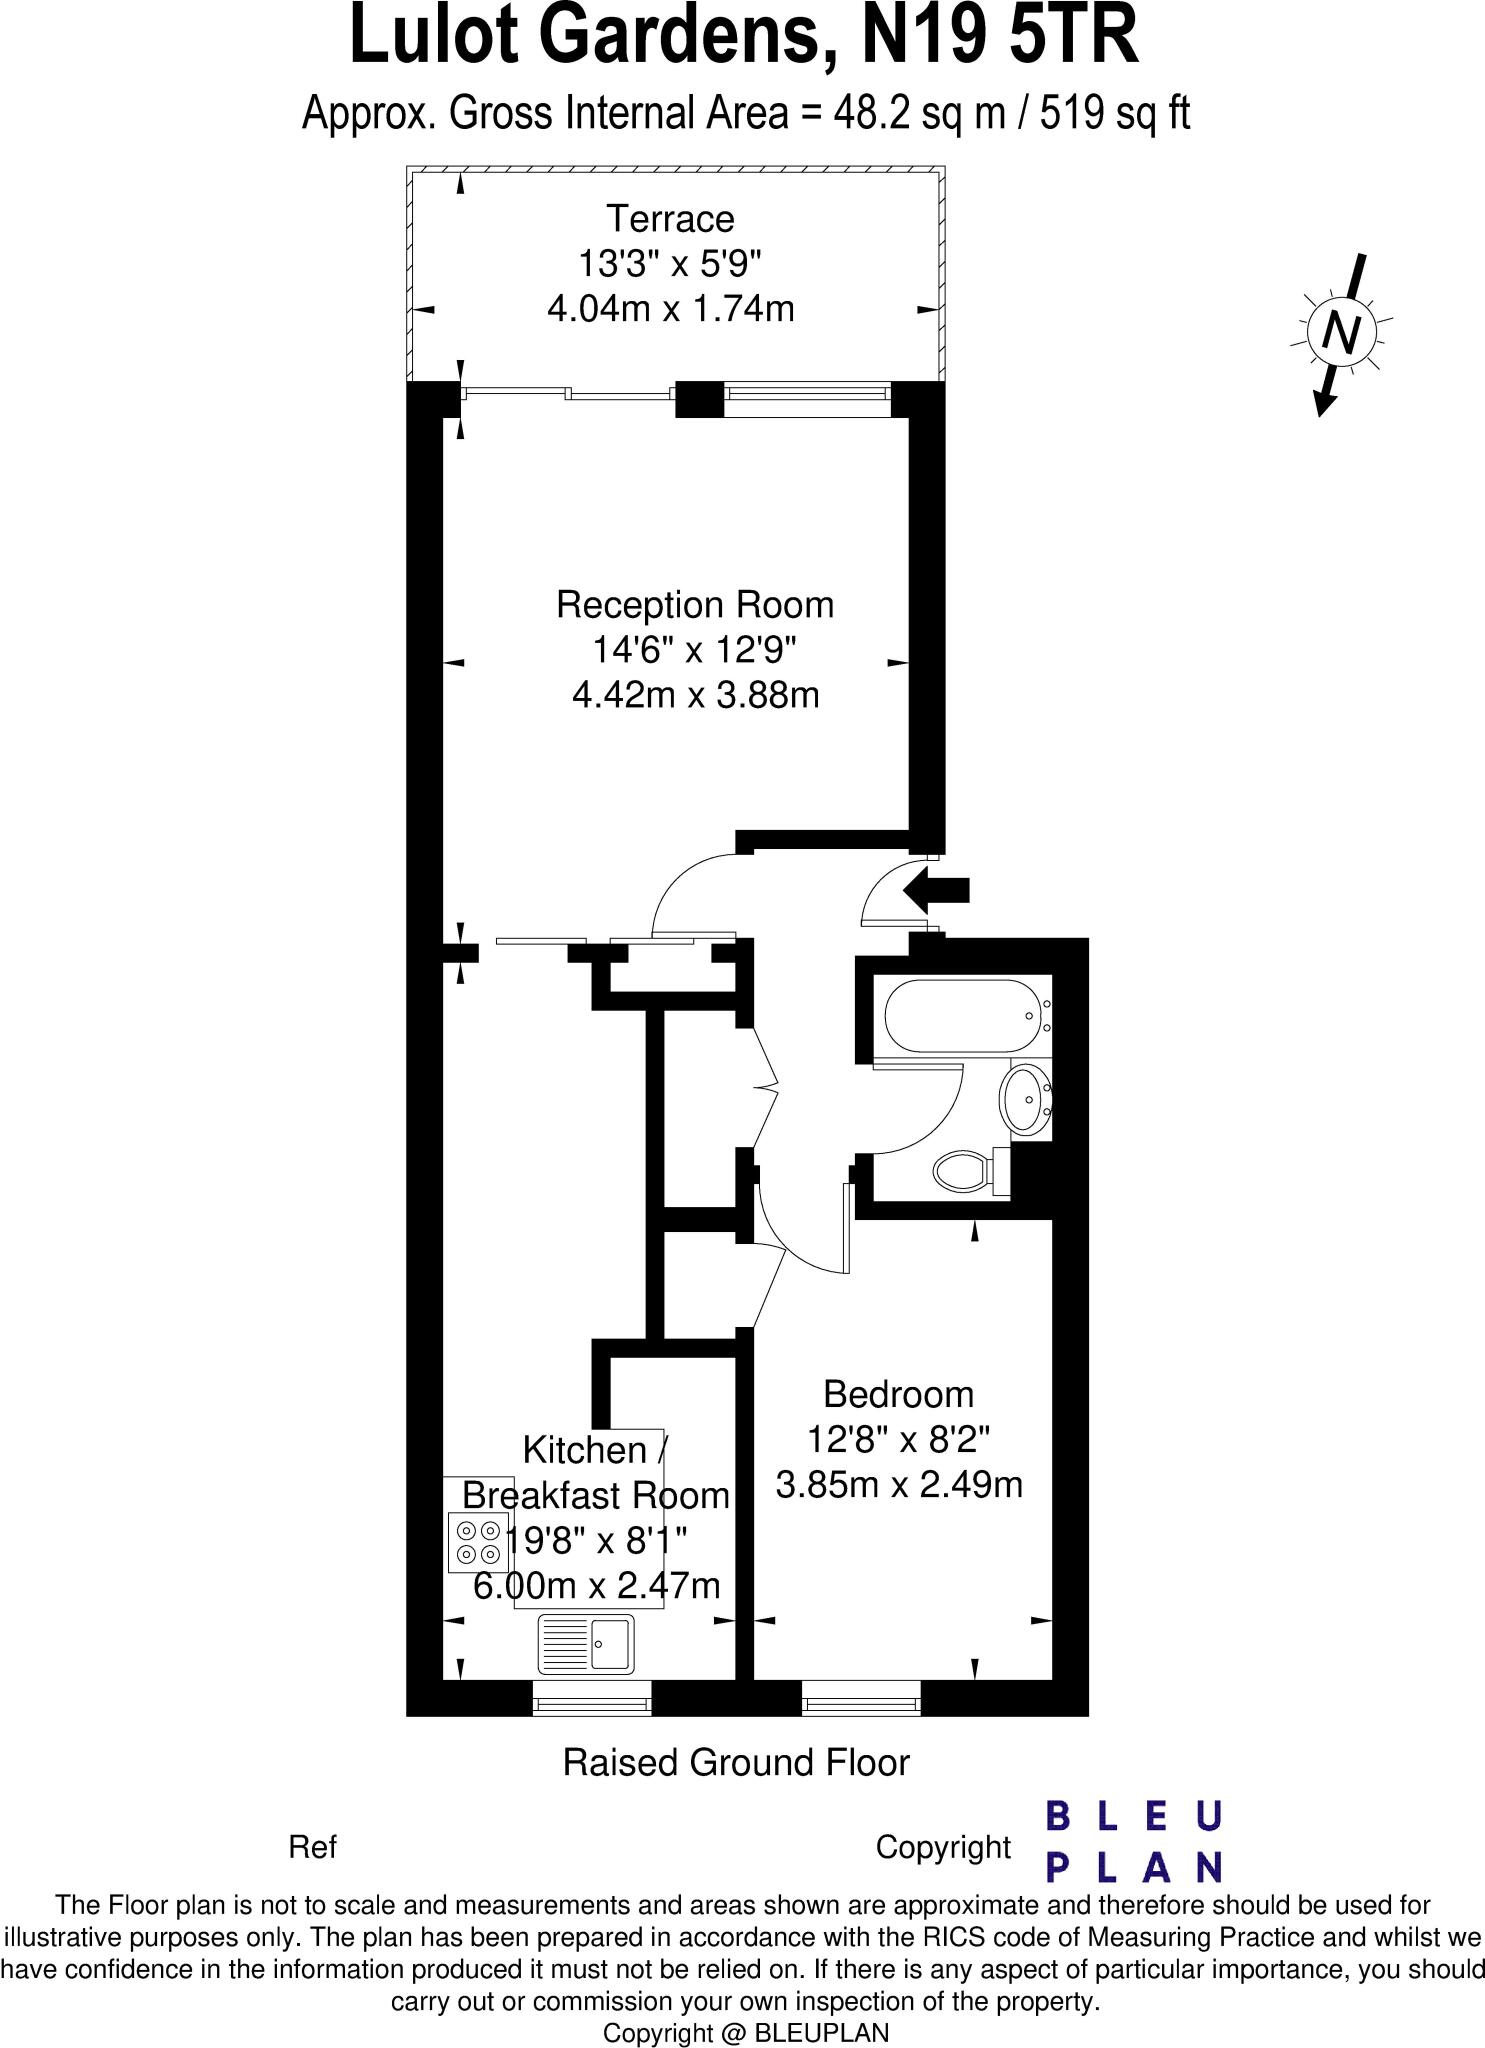 Lulot Gardens, N19 5TR
Approx. Gross Internal Area = 48.2 sq m / 519 sq ft
Terrace
13'3" x 5'9"
4.04m x 1.74m
N
Reception Room
14'6" x 12'9"
4.42m x 3.88m
Bedroom
12'8" x 8'2"
3.85m x 2.49m
Kitchen /
Breakfast Room
19'8" x 8'1"
6.00m x 2.47m
Raised Ground Floor
Ref
Copyright
BLEU
PLAN
The Floor plan is not to scale and measurements and areas shown are approximate and therefore should be used for
illustrative purposes only. The plan has been prepared in accordance with the RICS code of Measuring Practice and whilst we
have confidence in the information produced it must not be relied on. If there is any aspect of particular importance, you should
carry out or commission your own inspection of the property.
Copyright @ BLEUPLAN